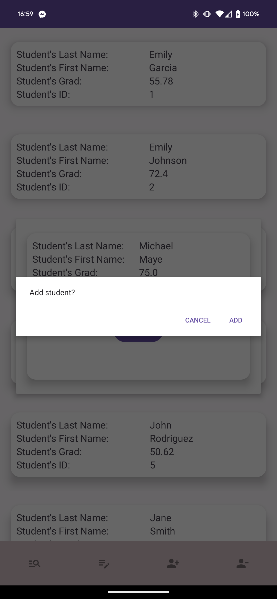 16:59
100%
Student's Last Name: Emily
Student's First Name: Garcia
Student's Grad: 55.78
Student's ID: 1
Student's Last Name: Emily
Student's First Name: Johnson
Student's Grad: 72.4
Student's ID: 2
Student's Last Name: Michael
Student's First Name: Maye
Student's Grad: 75.0
Add student?
CANCEL ADD
Student's Last Name: John
Student's First Name: Rodriguez
Student's Grad: 50.62
Student's ID: 5
Student's Last Name: Jane
Student's First Name: Smith